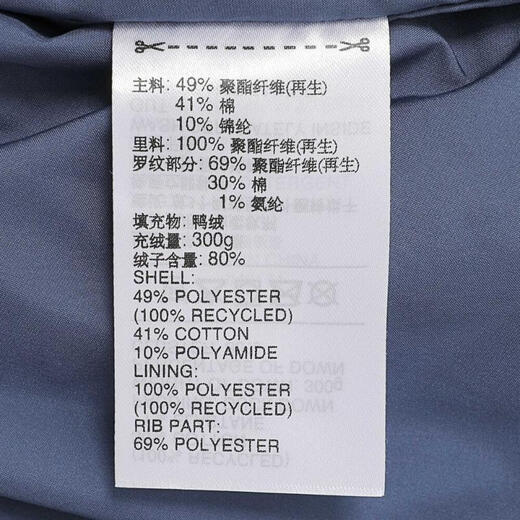 主料: 49% 聚酯纤维(再生)
41% 棉
10% 锦纶
里料: 100% 聚酯纤维(再生)
罗纹部分: 69% 聚酯纤维(再生)
30% 棉
1% 氨纶
填充物: 鸭绒
充绒量: 300g
绒子含量: 80%
SHELL:
49% POLYESTER
(100% RECYCLED)
41% COTTON
10% POLYAMIDE
LINING:
100% POLYESTER
(100% RECYCLED)
RIB PART:
69% POLYESTER